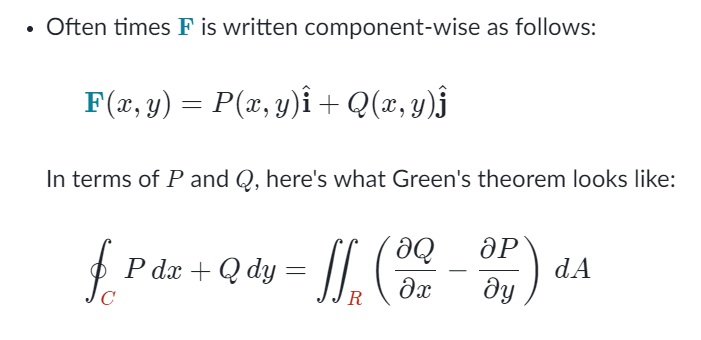 • Often times F is written component-wise as follows:
F(x, y) = P(x, y)î + Q(x, y)ĵ
In terms of P and Q, here's what Green's theorem looks like:
∮_C P dx + Q dy = ∬_R (∂Q/∂x − ∂P/∂y) dA